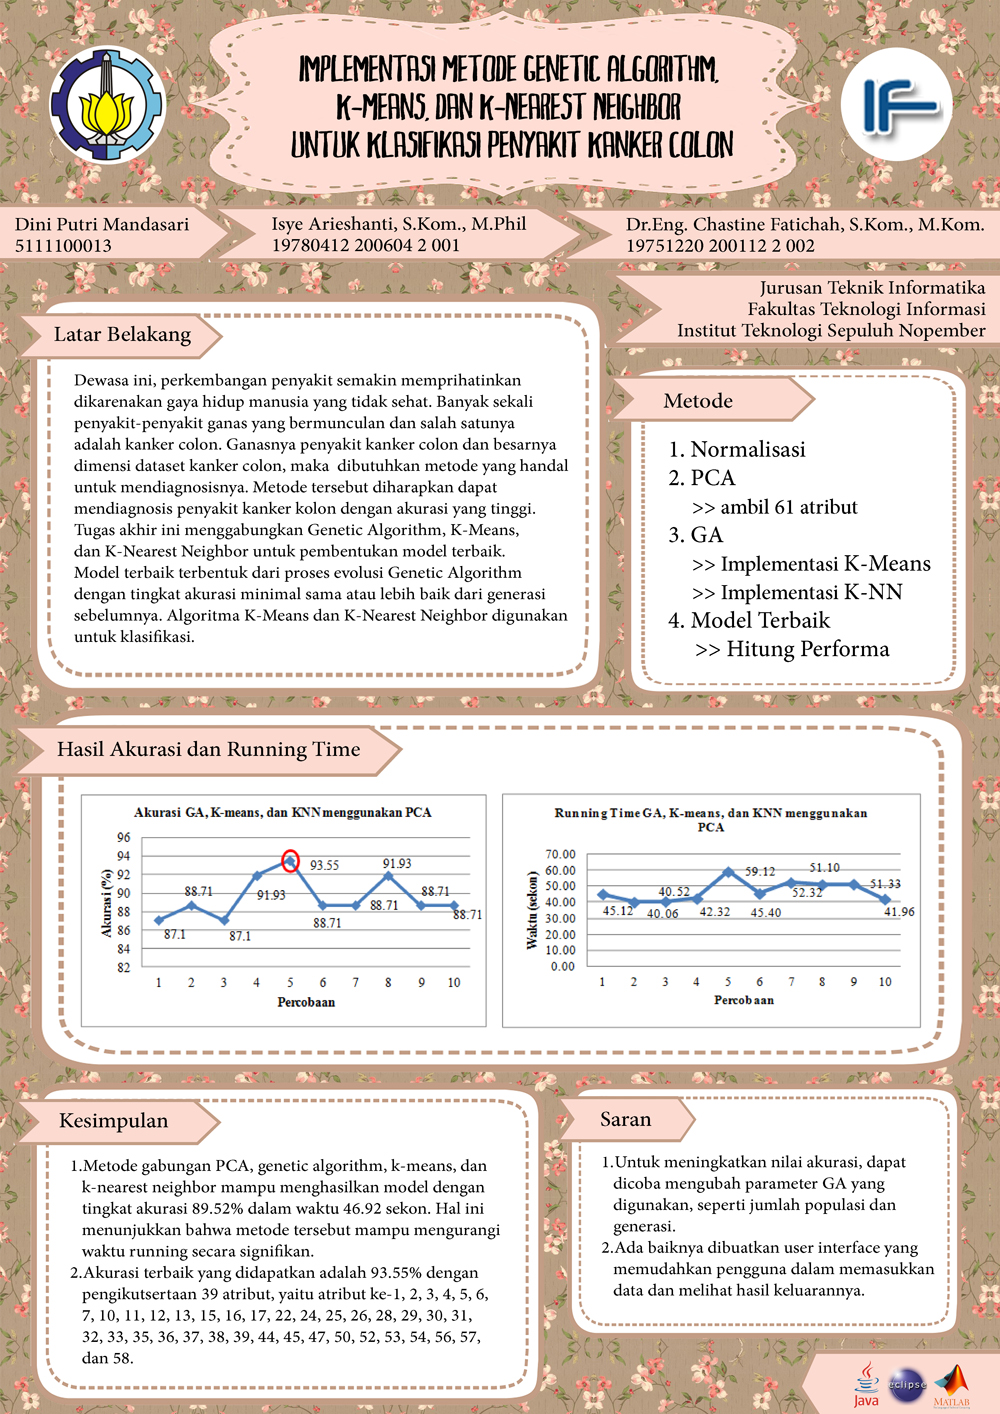 IMPLEMENTASI METODE GENETIC ALGORITHM,
K-MEANS, DAN K-NEAREST NEIGHBOR
UNTUK KLASIFIKASI PENYAKIT KANKER COLON
IF
Dini Putri Mandasari
5111100013
Isye Arieshanti, S.Kom., M.Phil
19780412 200604 2 001
Dr.Eng. Chastine Fatichah, S.Kom., M.Kom.
19751220 200112 2 002
Jurusan Teknik Informatika
Fakultas Teknologi Informasi
Institut Teknologi Sepuluh Nopember
Latar Belakang
Dewasa ini, perkembangan penyakit semakin memprihatinkan
dikarenakan gaya hidup manusia yang tidak sehat. Banyak sekali
penyakit-penyakit ganas yang bermunculan dan salah satunya
adalah kanker colon. Ganasnya penyakit kanker colon dan besarnya
dimensi dataset kanker colon, maka dibutuhkan metode yang handal
untuk mendiagnosisnya. Metode tersebut diharapkan dapat
mendiagnosis penyakit kanker kolon dengan akurasi yang tinggi.
Tugas akhir ini menggabungkan Genetic Algorithm, K-Means,
dan K-Nearest Neighbor untuk pembentukan model terbaik.
Model terbaik terbentuk dari proses evolusi Genetic Algorithm
dengan tingkat akurasi minimal sama atau lebih baik dari generasi
sebelumnya. Algoritma K-Means dan K-Nearest Neighbor digunakan
untuk klasifikasi.
Metode
1. Normalisasi
2. PCA
>> ambil 61 atribut
3. GA
>> Implementasi K-Means
>> Implementasi K-NN
4. Model Terbaik
>> Hitung Performa
Hasil Akurasi dan Running Time
Akurasi GA, K-means, dan KNN menggunakan PCA
Akurasi (%)
96
94
92
90
88
86
84
82
87.1
88.71
87.1
91.93
93.55
88.71
88.71
91.93
88.71
88.71
1 2 3 4 5 6 7 8 9 10
Percobaan
Running Time GA, K-means, dan KNN menggunakan
PCA
Waktu (sekon)
70.00
60.00
50.00
40.00
30.00
20.00
10.00
0.00
45.12
40.52
40.06
42.32
59.12
45.40
52.32
51.10
51.33
41.96
1 2 3 4 5 6 7 8 9 10
Percobaan
Kesimpulan
1.Metode gabungan PCA, genetic algorithm, k-means, dan
k-nearest neighbor mampu menghasilkan model dengan
tingkat akurasi 89.52% dalam waktu 46.92 sekon. Hal ini
menunjukkan bahwa metode tersebut mampu mengurangi
waktu running secara signifikan.
2.Akurasi terbaik yang didapatkan adalah 93.55% dengan
pengikutsertaan 39 atribut, yaitu atribut ke-1, 2, 3, 4, 5, 6,
7, 10, 11, 12, 13, 15, 16, 17, 22, 24, 25, 26, 28, 29, 30, 31,
32, 33, 35, 36, 37, 38, 39, 44, 45, 47, 50, 52, 53, 54, 56, 57,
dan 58.
Saran
1.Untuk meningkatkan nilai akurasi, dapat
dicoba mengubah parameter GA yang
digunakan, seperti jumlah populasi dan
generasi.
2.Ada baiknya dibuatkan user interface yang
memudahkan pengguna dalam memasukkan
data dan melihat hasil keluarannya.
Java
eclipse
MATLAB